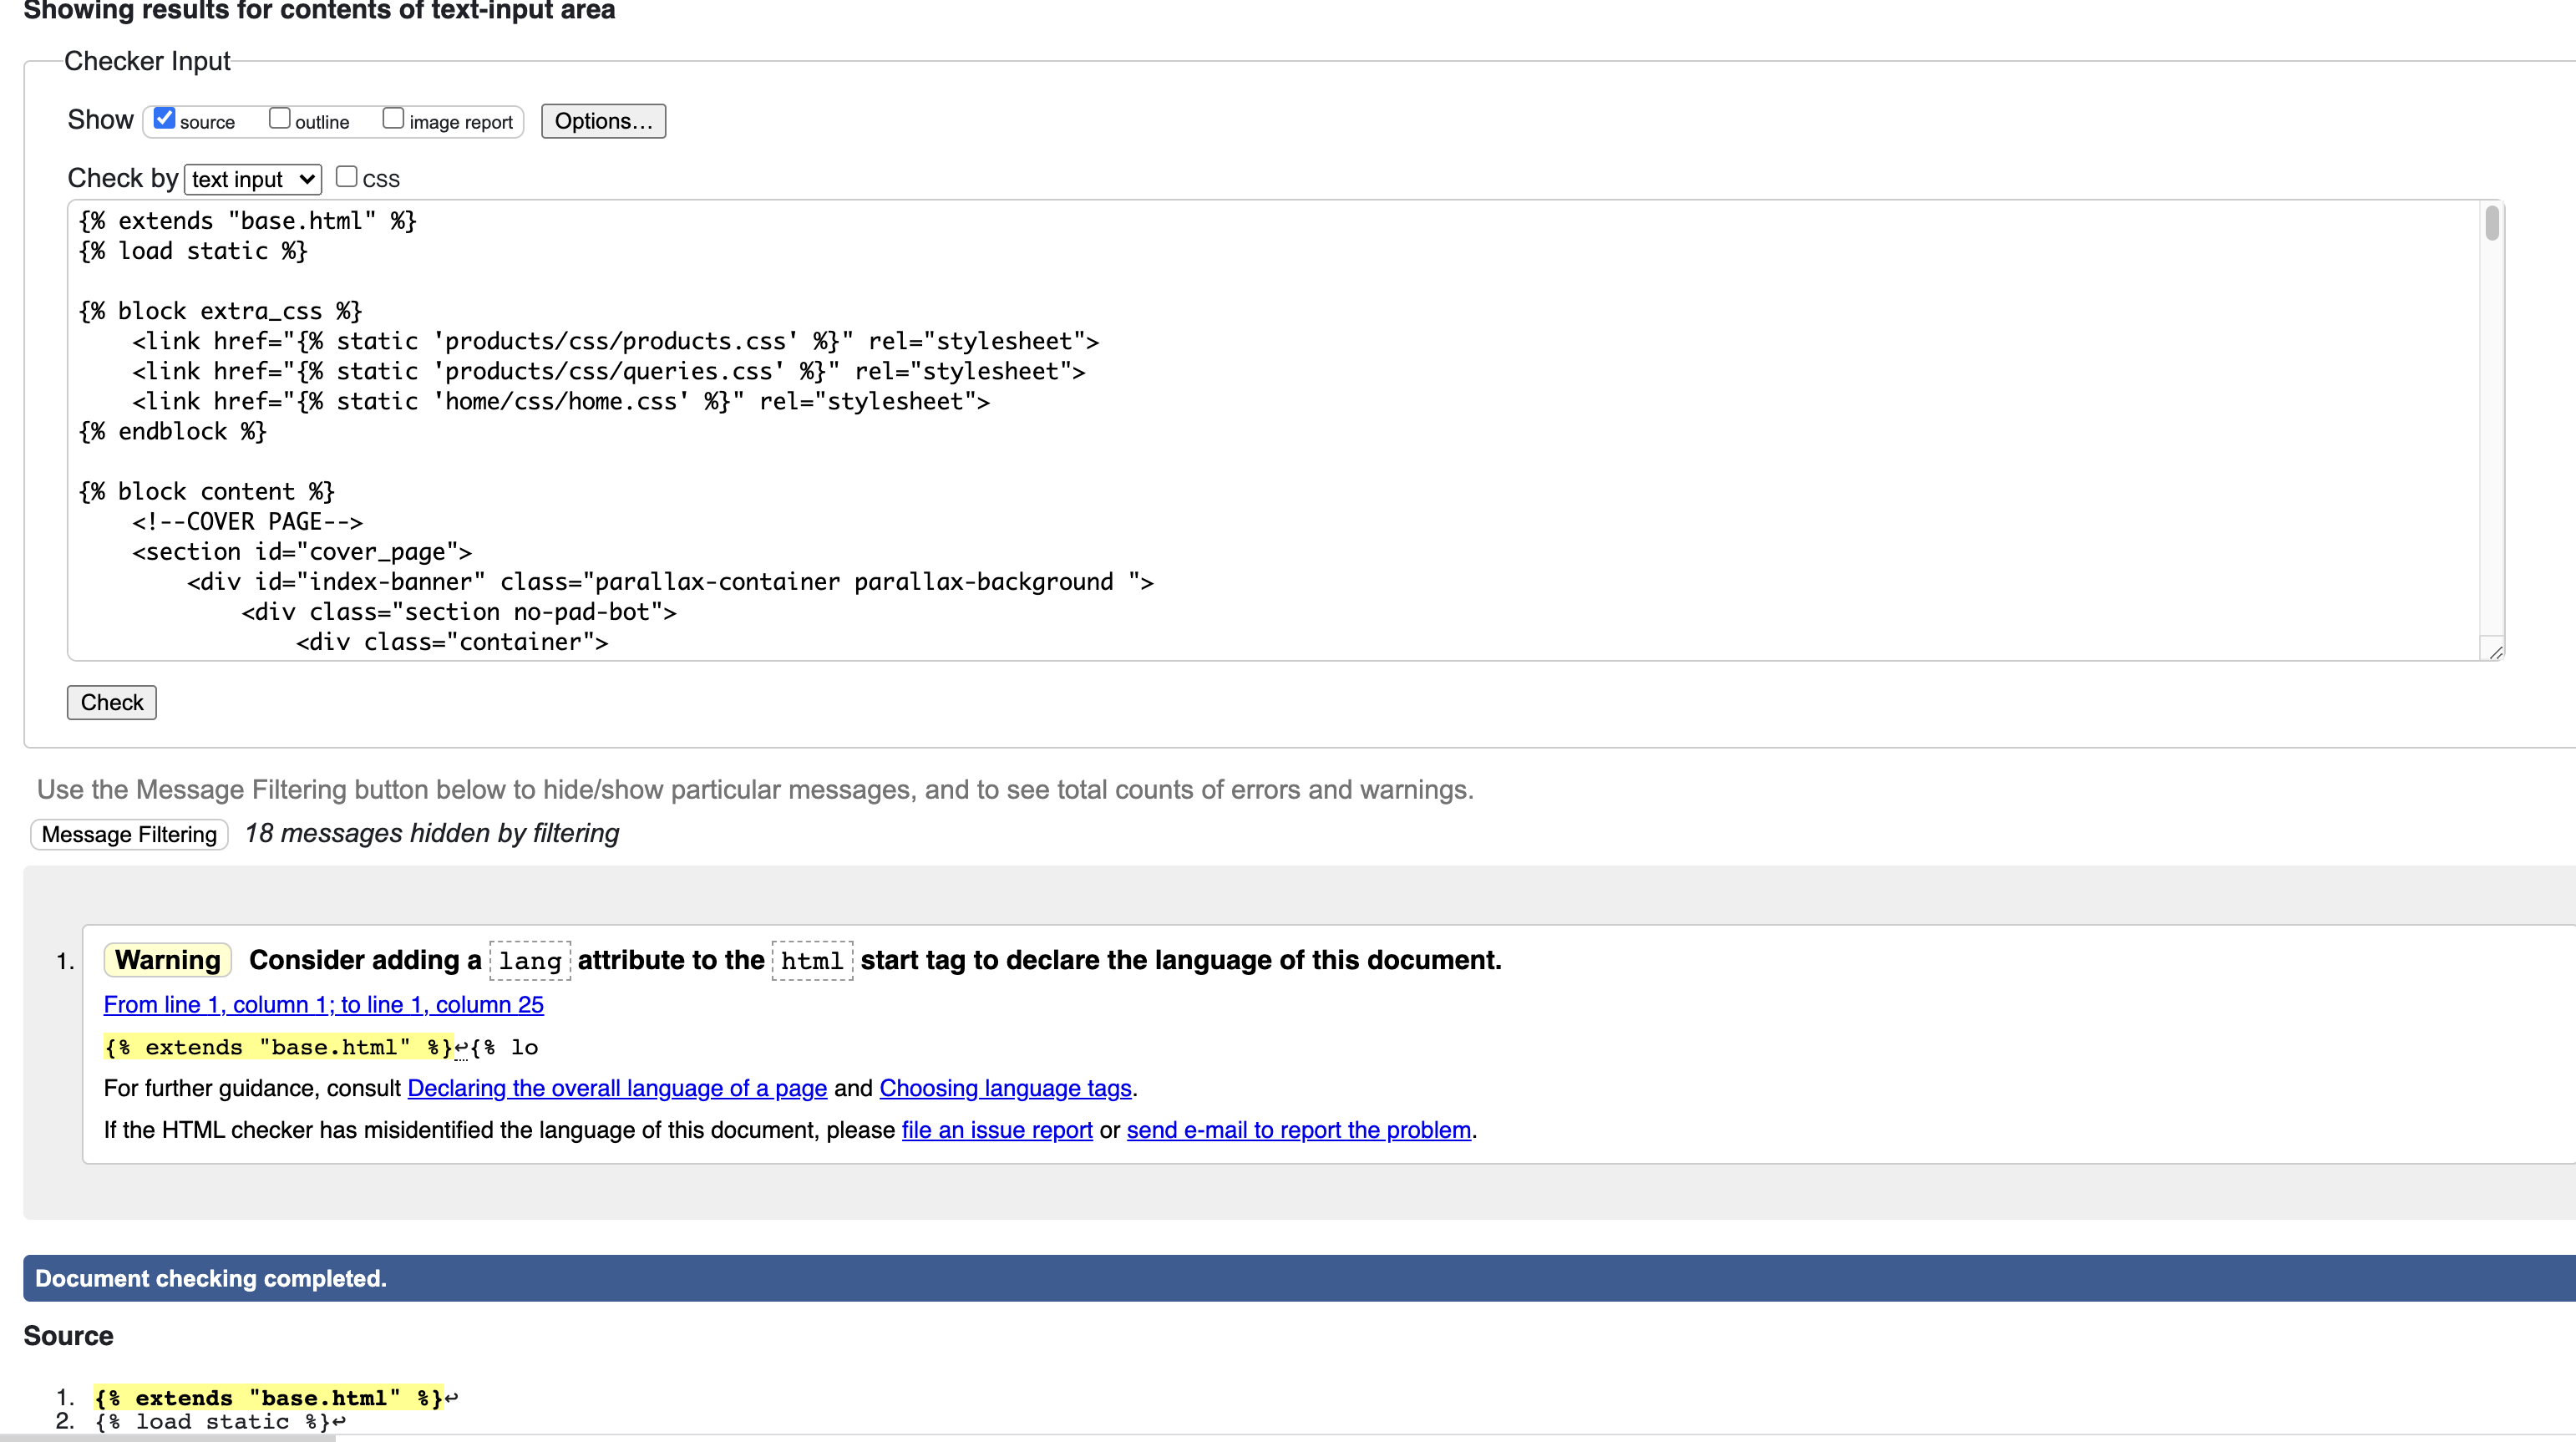 Showing results for contents of text-input area
Checker Input
Show source outline image report Options...
Check by text input CSS
{% extends "base.html" %}
{% load static %}
{% block extra_css %}
<link href="{% static 'products/css/products.css' %}" rel="stylesheet">
<link href="{% static 'products/css/queries.css' %}" rel="stylesheet">
<link href="{% static 'home/css/home.css' %}" rel="stylesheet">
{% endblock %}
{% block content %}
<!--COVER PAGE-->
<section id="cover_page">
<div id="index-banner" class="parallax-container parallax-background ">
<div class="section no-pad-bot">
<div class="container">
Check
Use the Message Filtering button below to hide/show particular messages, and to see total counts of errors and warnings.
Message Filtering 18 messages hidden by filtering
1. Warning Consider adding a lang attribute to the html start tag to declare the language of this document.
From line 1, column 1; to line 1, column 25
{% extends "base.html" %}↩{% lo
For further guidance, consult Declaring the overall language of a page and Choosing language tags.
If the HTML checker has misidentified the language of this document, please file an issue report or send e-mail to report the problem.
Document checking completed.
Source
1. {% extends "base.html" %}↩
2. {% load static %}↩